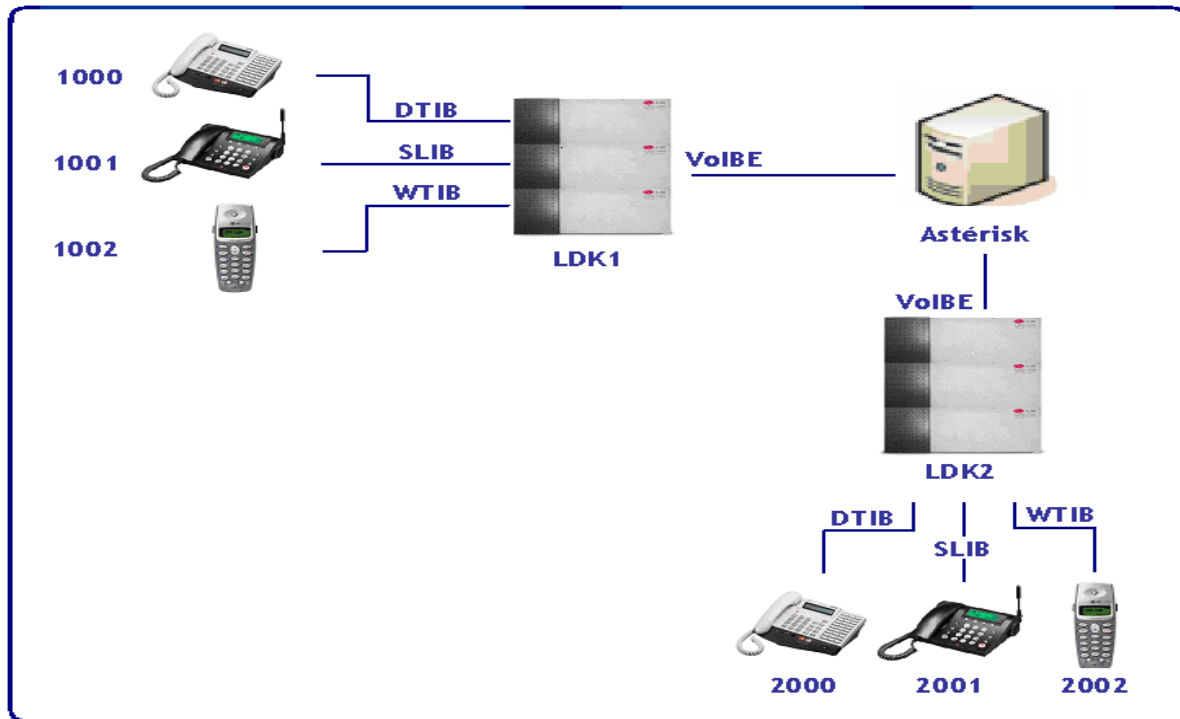 1000
DTIB
1001
SLIB
VoIBE
WTIB
1002
LDK1
Astérisk
VoIBE
LDK2
DTIB
WTIB
SLIB
2000
2001
2002